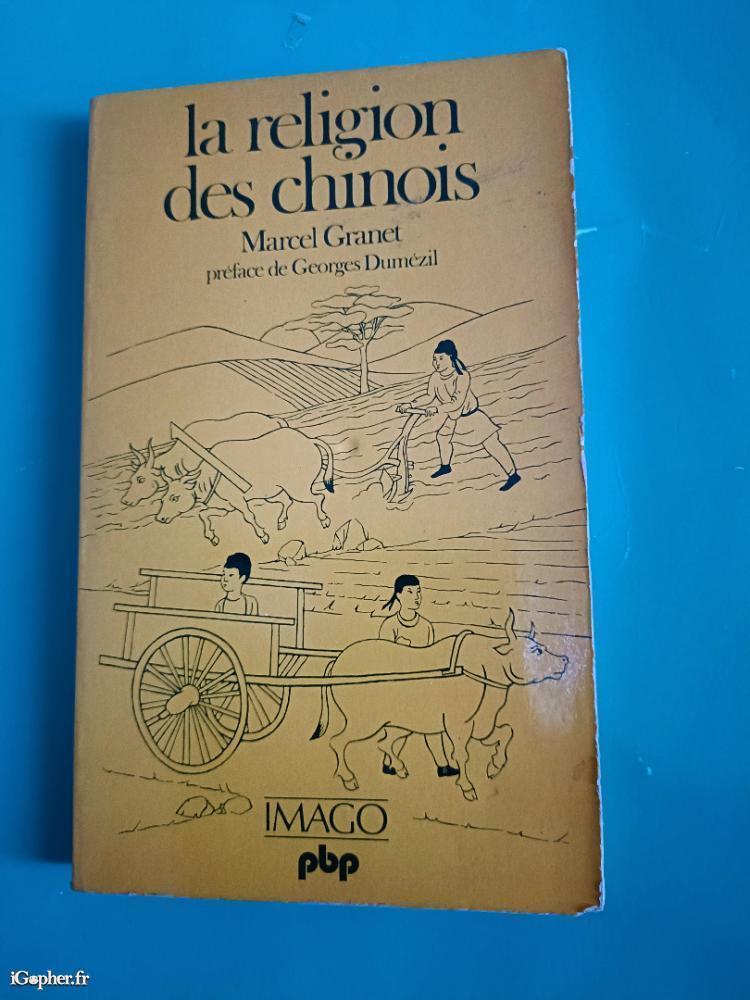 la religion
des chinois
Marcel Granet
préface de Georges Dumézil
IMAGO
pbp
iGopher.fr